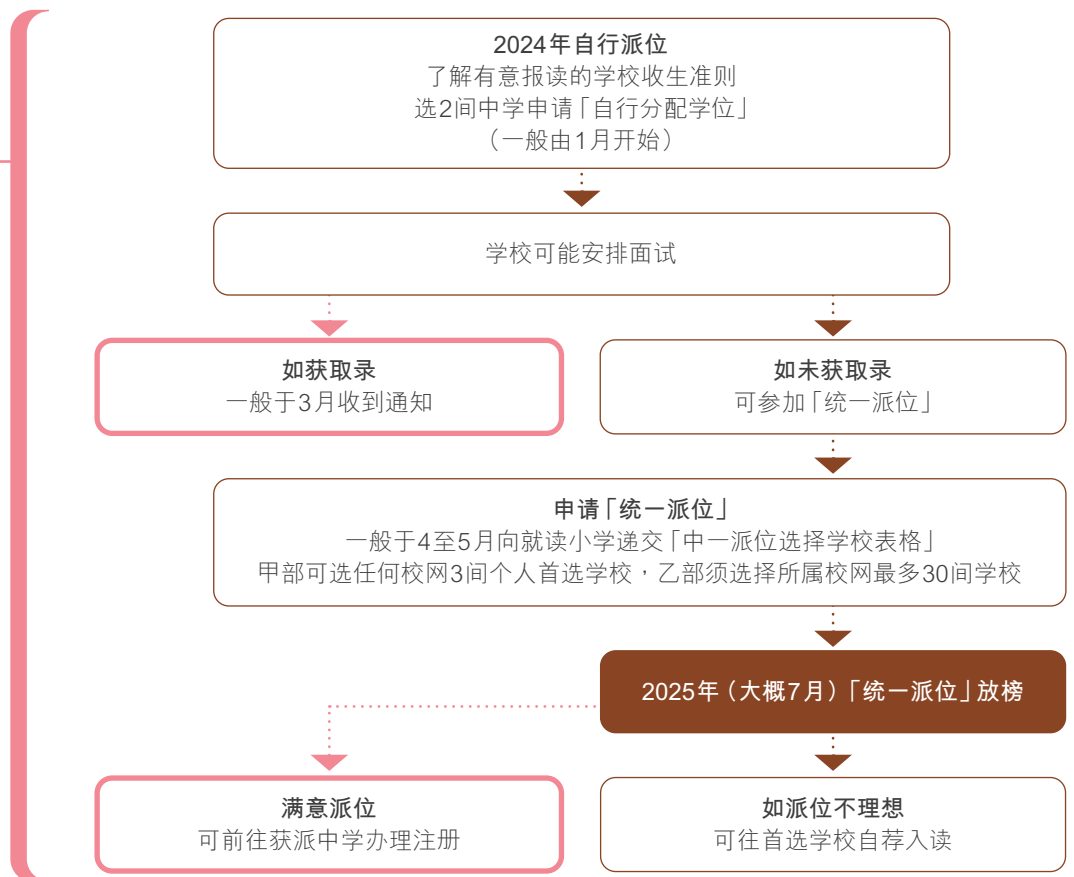 2024年自行派位
了解有意报读的学校收生准则
选2间中学申请「自行分配学位」
（一般由1月开始）
学校可能安排面试
如获取录
一般于3月收到通知
如未获取录
可参加「统一派位」
申请「统一派位」
一般于4至5月向就读小学递交「中一派位选择学校表格」
甲部可选任何校网3间个人首选学校，乙部须选择所属校网最多30间学校
2025年（大概7月）「统一派位」放榜
满意派位
可前往获派中学办理注册
如派位不理想
可往首选学校自荐入读